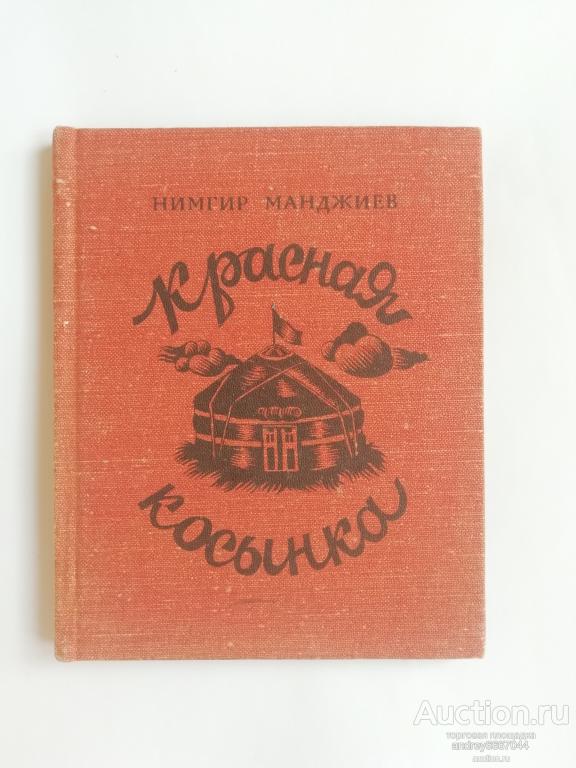 НИМГИР МАНДЖИЕВ
Красная
косынка
Auction.ru
торговая площадка
andrey6667044
auction.ru